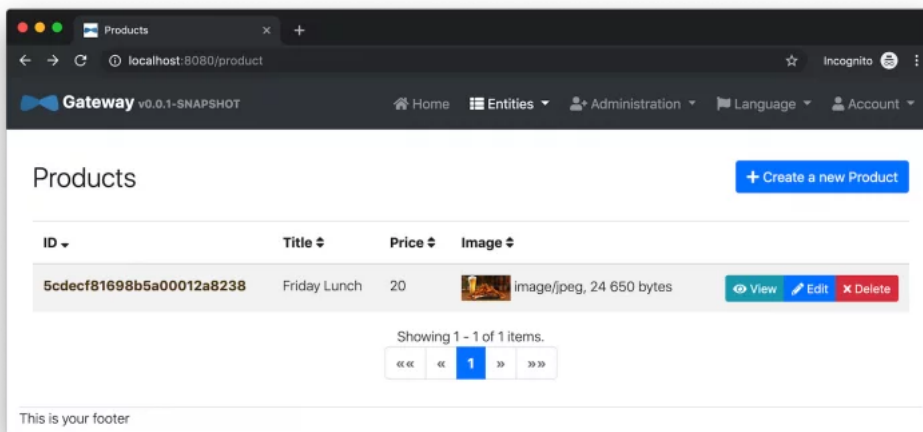 Products
localhost:8080/product
Incognito
Gateway v0.0.1-SNAPSHOT
Home
Entities
Administration
Language
Account
Products
+ Create a new Product
ID Title Price Image
5cdecf81698b5a00012a8238 Friday Lunch 20 image/jpeg, 24 650 bytes View Edit × Delete
Showing 1 - 1 of 1 items.
«« « 1 » »»
This is your footer